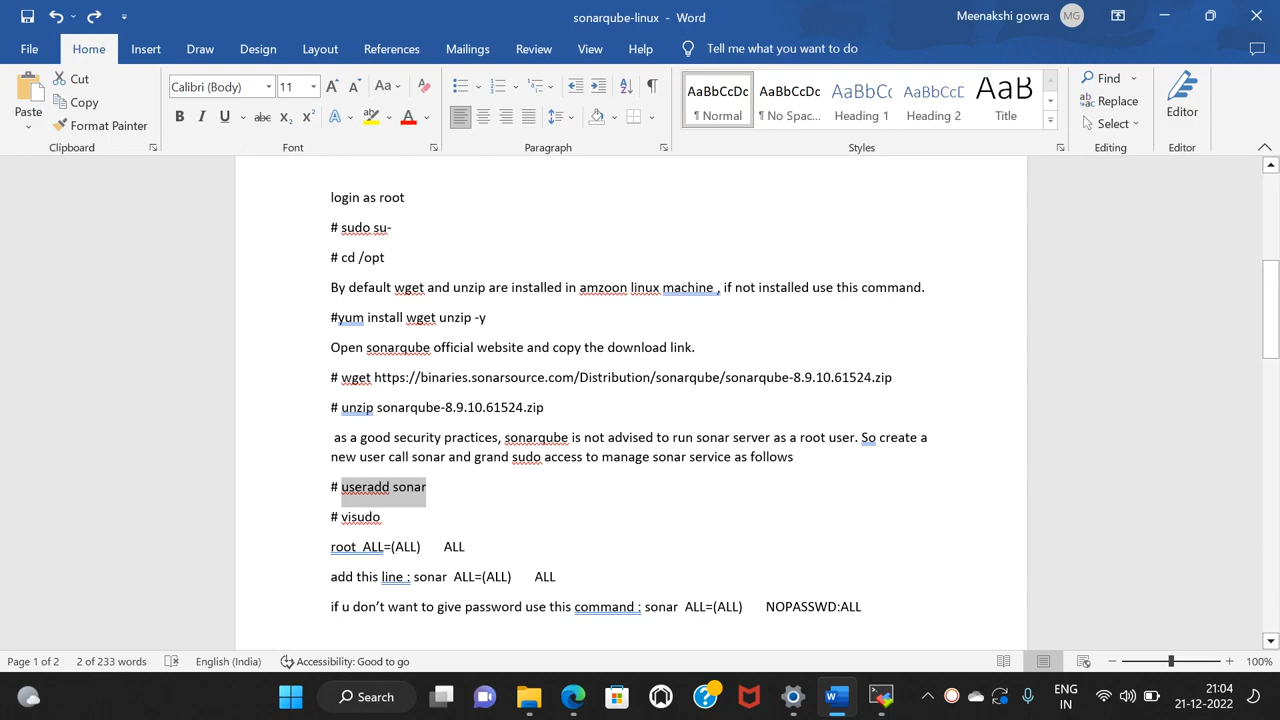 sonarqube-linux - Word
Meenakshi gowra MG
File Home Insert Draw Design Layout References Mailings Review View Help Tell me what you want to do
Paste Cut Copy Format Painter Clipboard
Calibri (Body) 11 Aa B I U abc x2 x2 A A Font
Paragraph
AaBbCcDc ¶ Normal AaBbCcDc ¶ No Spac... AaBbCc Heading 1 AaBbCcD Heading 2 AaB Title Styles
Find Replace Select Editing
Editor Editor
login as root
# sudo su-
# cd /opt
By default wget and unzip are installed in amzoon linux machine , if not installed use this command.
#yum install wget unzip -y
Open sonarqube official website and copy the download link.
# wget https://binaries.sonarsource.com/Distribution/sonarqube/sonarqube-8.9.10.61524.zip
# unzip sonarqube-8.9.10.61524.zip
as a good security practices, sonarqube is not advised to run sonar server as a root user. So create a
new user call sonar and grand sudo access to manage sonar service as follows
# useradd sonar
# visudo
root ALL=(ALL) ALL
add this line : sonar ALL=(ALL) ALL
if u don’t want to give password use this command : sonar ALL=(ALL) NOPASSWD:ALL
Page 1 of 2 2 of 233 words English (India) Accessibility: Good to go 100%
Search ENG IN 21:04 21-12-2022